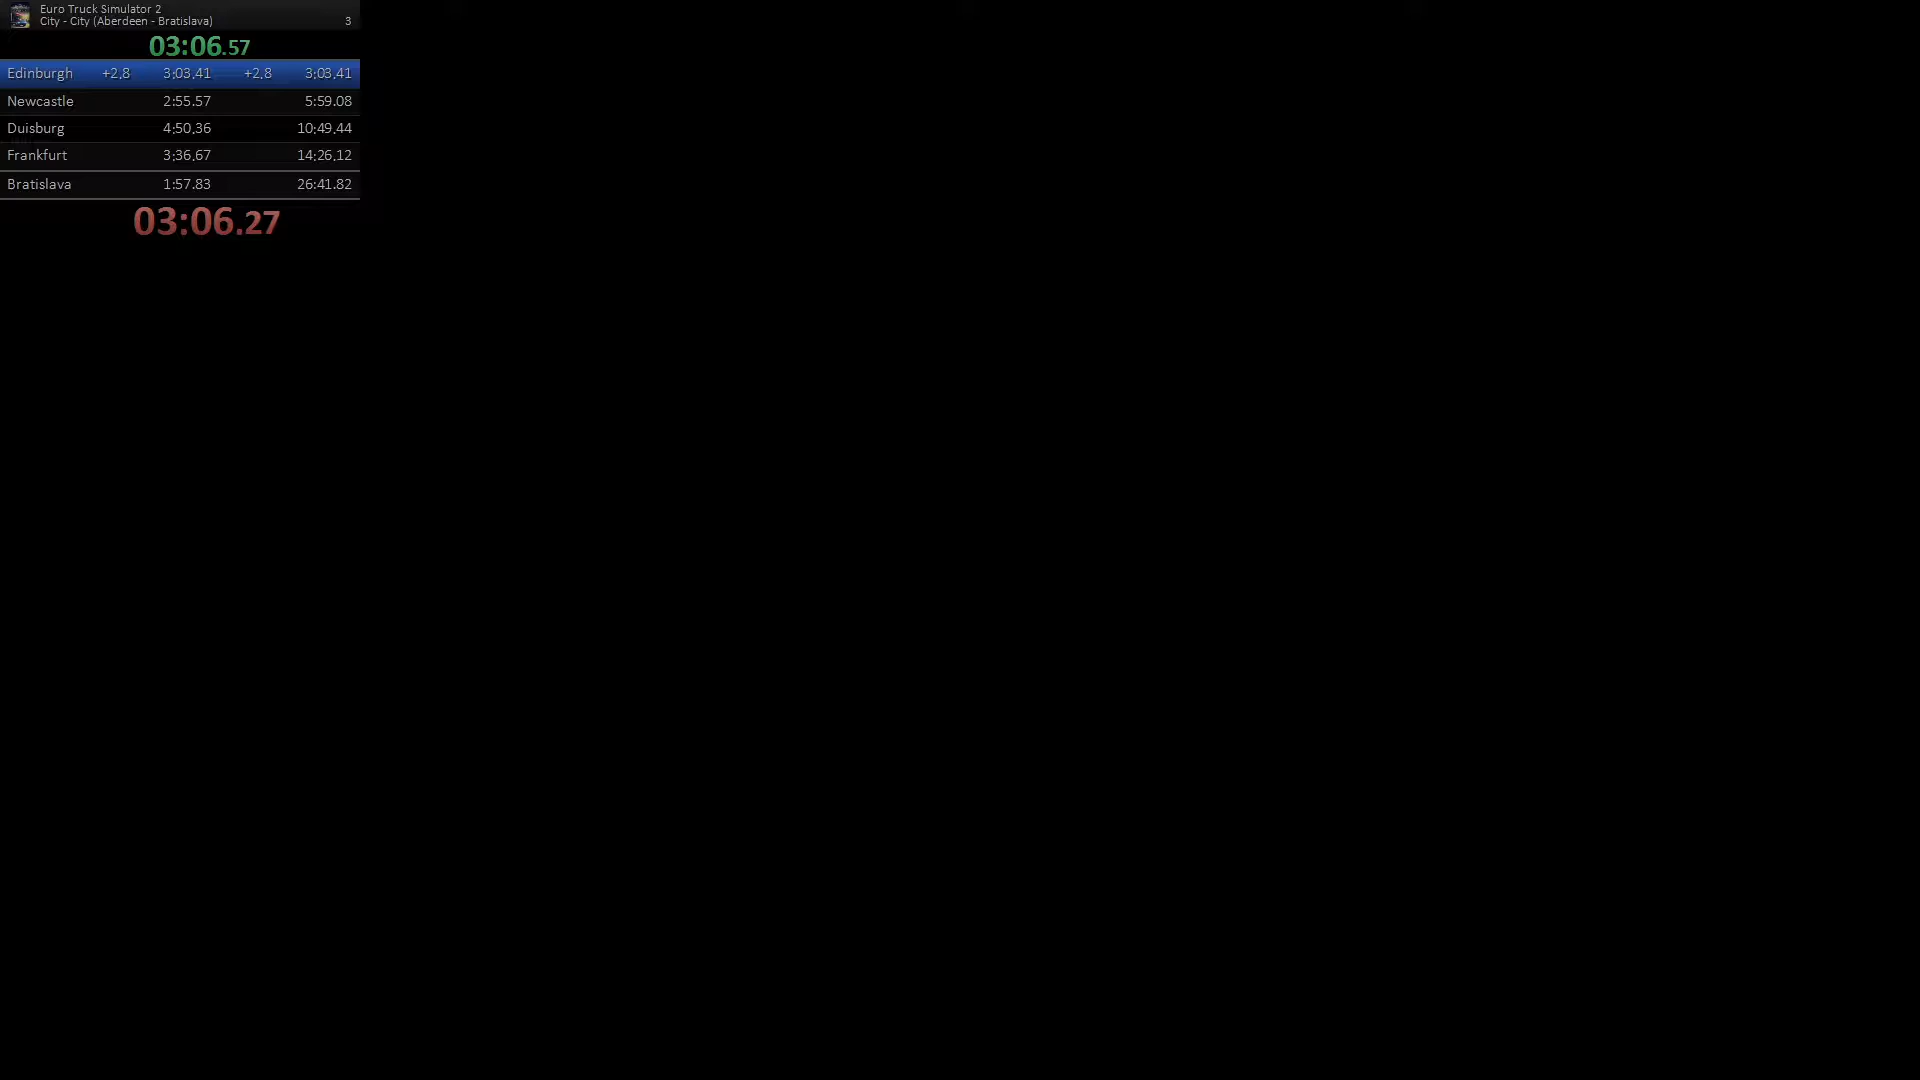 Euro Truck Simulator 2
City - City (Aberdeen - Bratislava) 3
03:06.57
Edinburgh +2.8 3:03.41 +2.8 3:03.41
Newcastle 2:55.57 5:59.08
Duisburg 4:50.36 10:49.44
Frankfurt 3:36.67 14:26.12
Bratislava 1:57.83 26:41.82
03:06.27